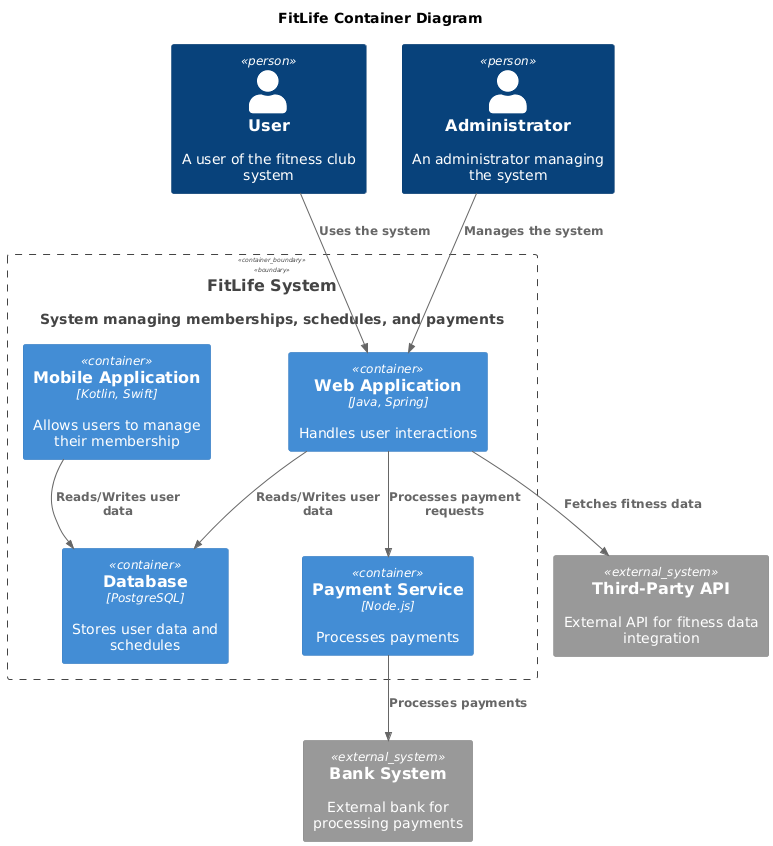 FitLife Container Diagram
«person»
User
A user of the fitness club
system
«person»
Administrator
An administrator managing
the system
Uses the system
Manages the system
«container_boundary»
«boundary»
FitLife System
System managing memberships, schedules, and payments
«container»
Mobile Application
[Kotlin, Swift]
Allows users to manage
their membership
«container»
Web Application
[Java, Spring]
Handles user interactions
Reads/Writes user
data
Reads/Writes user
data
Processes payment
requests
Fetches fitness data
«container»
Database
[PostgreSQL]
Stores user data and
schedules
«container»
Payment Service
[Node.js]
Processes payments
«external_system»
Third-Party API
External API for fitness data
integration
Processes payments
«external_system»
Bank System
External bank for
processing payments